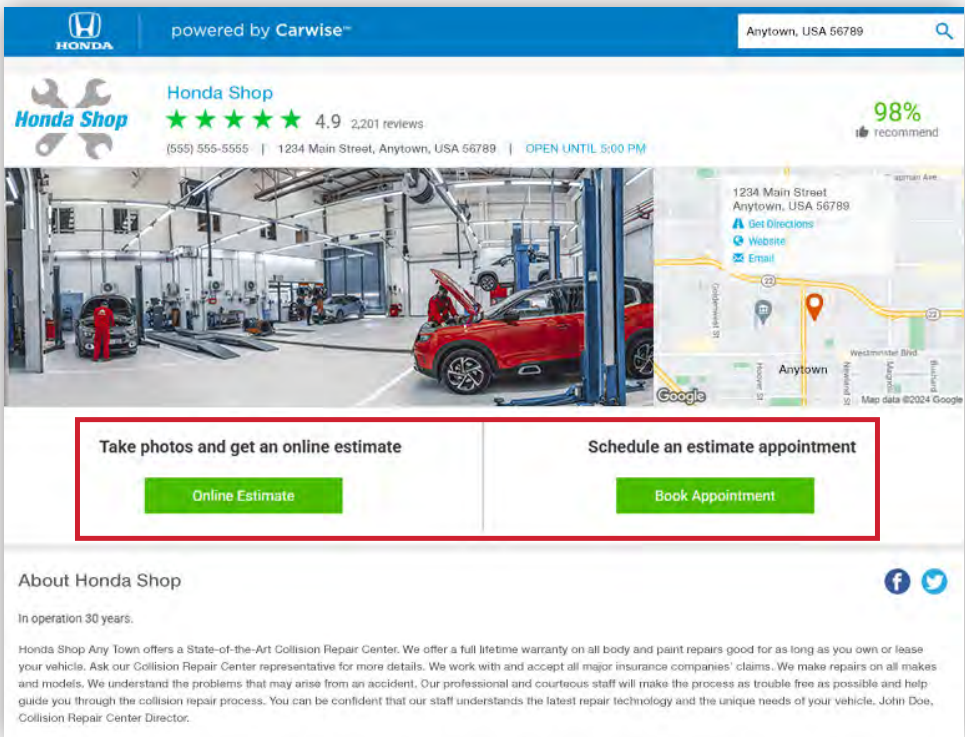 HONDA
powered by Carwise℠
Anytown, USA 56789
Honda Shop
Honda Shop
4.9 2,201 reviews
(555) 555-5555 | 1234 Main Street, Anytown, USA 56789 | OPEN UNTIL 5:00 PM
98%
recommend
1234 Main Street
Anytown, USA 56789
Get Directions
Website
Email
22
22
Goldenwest St
Hoover St
Anytown
Newland St
Westminster Blvd
Bushard
Google
Map data ©2024 Google
Take photos and get an online estimate
Online Estimate
Schedule an estimate appointment
Book Appointment
About Honda Shop
In operation 30 years.
Honda Shop Any Town offers a State-of-the-Art Collision Repair Center. We offer a full lifetime warranty on all body and paint repairs good for as long as you own or lease
your vehicle. Ask our Collision Repair Center representative for more details. We work with and accept all major insurance companies' claims. We make repairs on all makes
and models. We understand the problems that may arise from an accident. Our professional and courteous staff will make the process as trouble free as possible and help
guide you through the collision repair process. You can be confident that our staff understands the latest repair technology and the unique needs of your vehicle. John Doe,
Collision Repair Center Director.